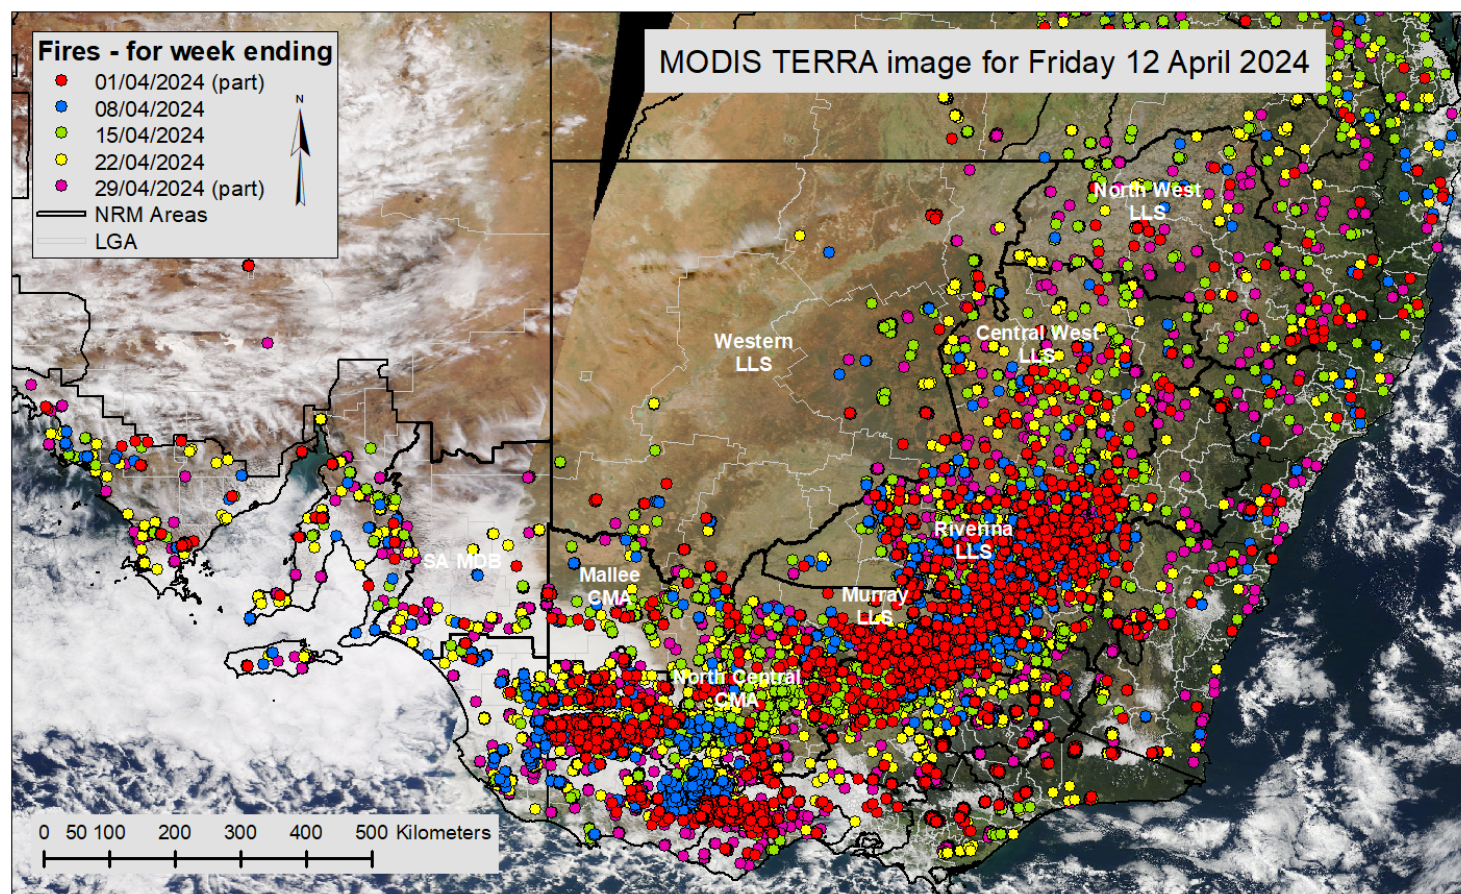 Fires - for week ending
01/04/2024 (part)
08/04/2024
15/04/2024
22/04/2024
29/04/2024 (part)
NRM Areas
LGA
N
MODIS TERRA image for Friday 12 April 2024
North West
LLS
Western
LLS
Central West
LLS
Riverina
LLS
SA MDB
Mallee
CMA
Murray
LLS
North Central
CMA
0 50 100 200 300 400 500 Kilometers